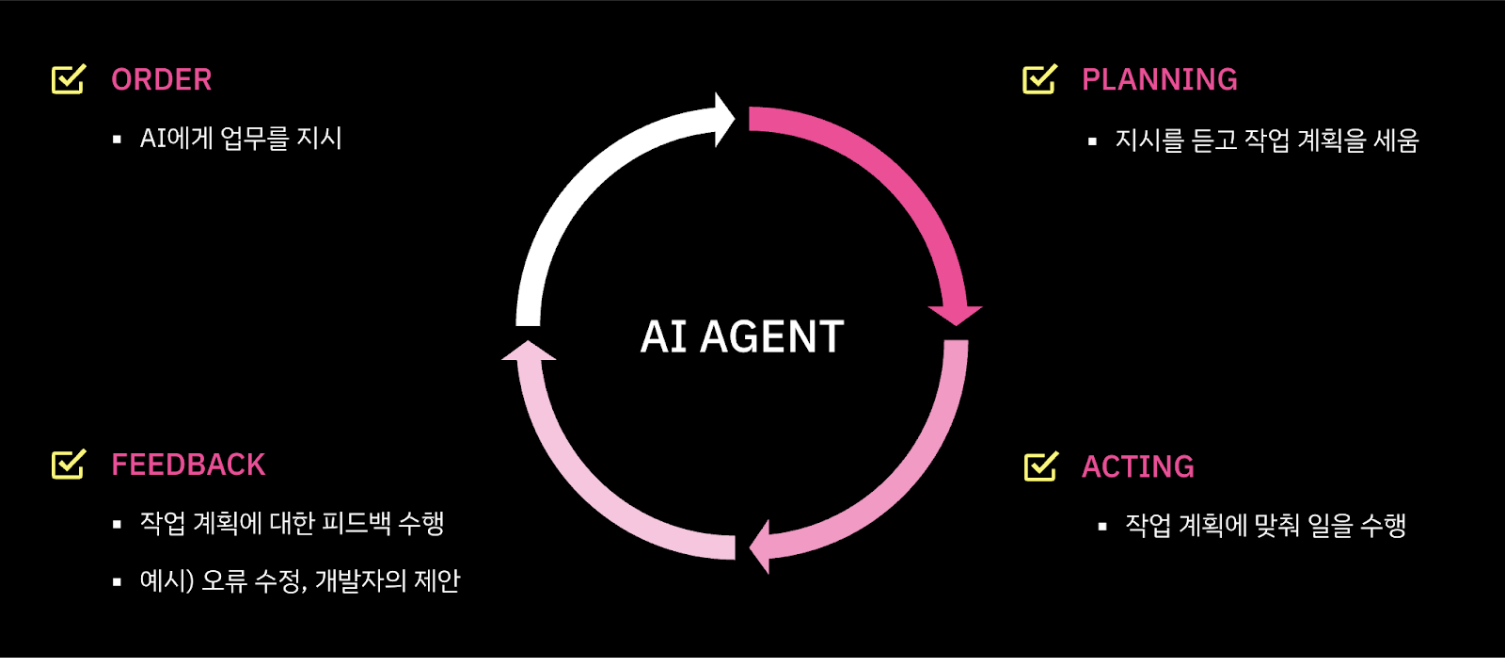 ORDER
▪ AI에게 업무를 지시
PLANNING
▪ 지시를 듣고 작업 계획을 세움
AI AGENT
FEEDBACK
▪ 작업 계획에 대한 피드백 수행
▪ 예시) 오류 수정, 개발자의 제안
ACTING
▪ 작업 계획에 맞춰 일을 수행